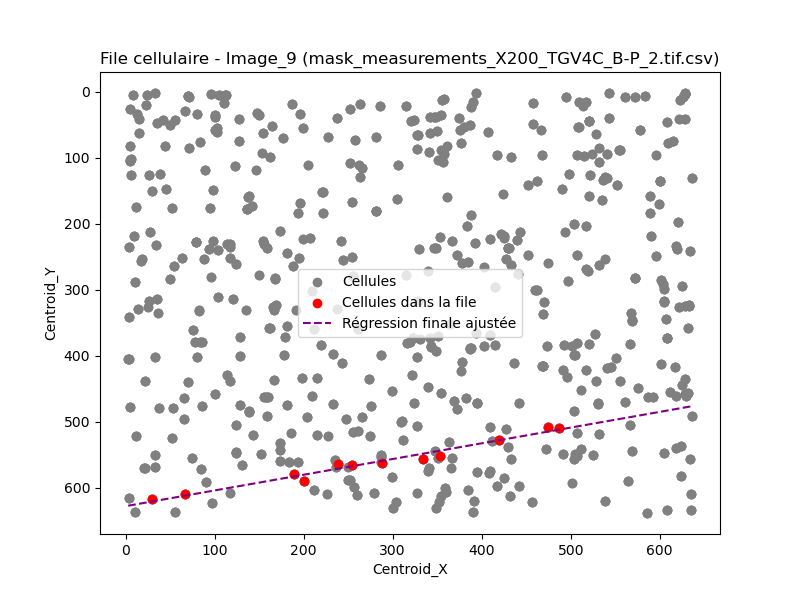 File cellulaire - Image_9 (mask_measurements_X200_TGV4C_B-P_2.tif.csv)
0
100
200
300
400
500
600
Centroid_Y
Cellules
Cellules dans la file
Régression finale ajustée
0 100 200 300 400 500 600
Centroid_X